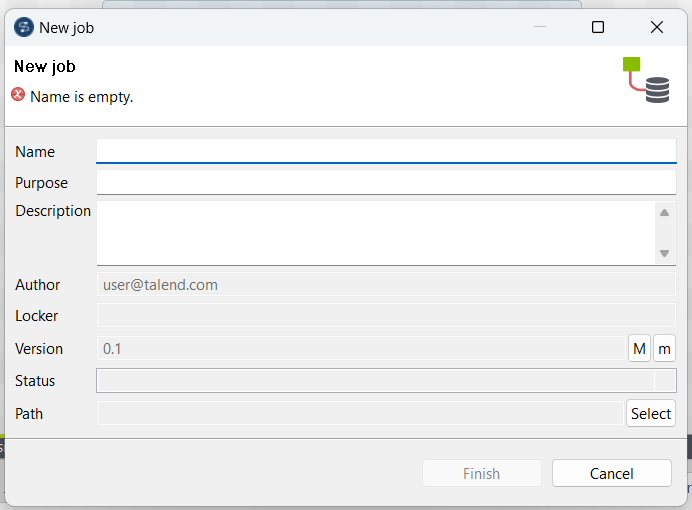 New job
New job
Name is empty.
Name
Purpose
Description
Author user@talend.com
Locker
Version 0.1 M m
Status
Path Select
Finish Cancel